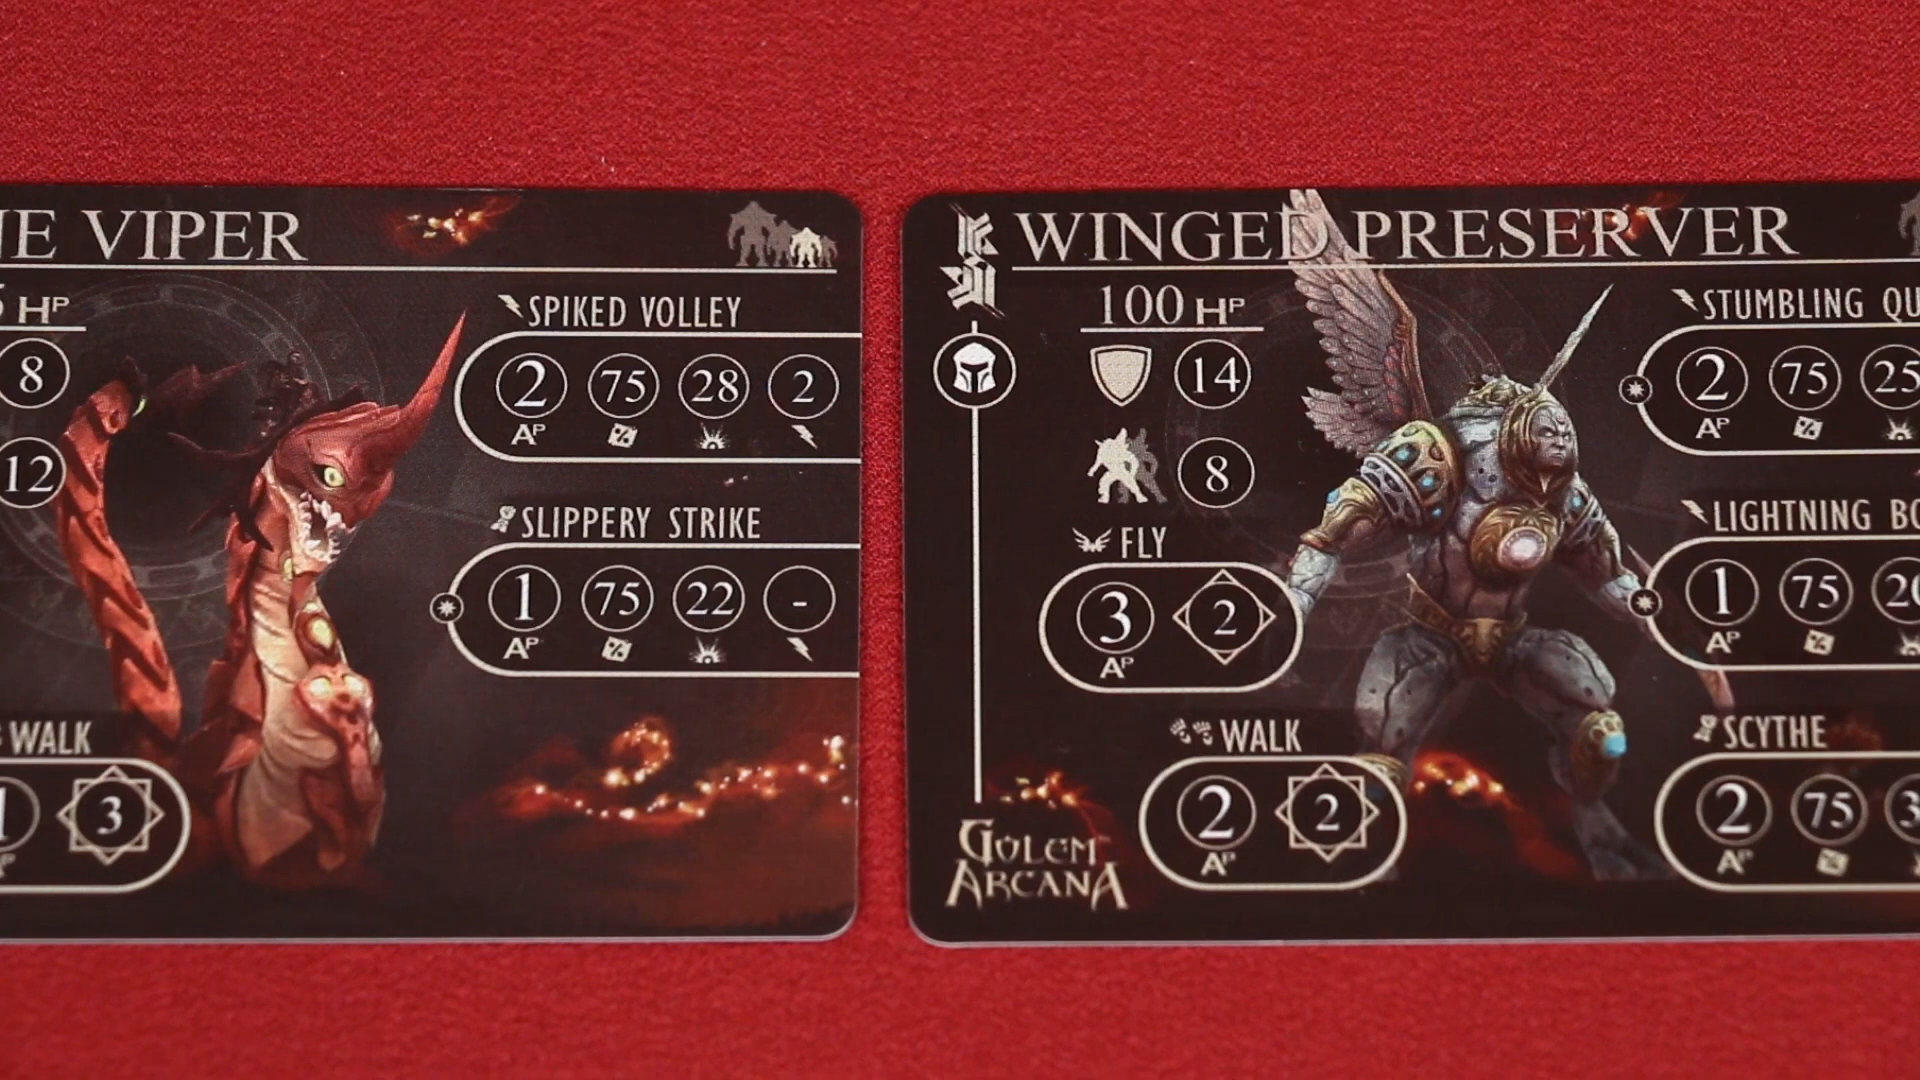 VIPER
HP
8
12
WALK
3
SPIKED VOLLEY
2 75 28 2
AP
SLIPPERY STRIKE
1 75 22 -
AP
WINGED PRESERVER
100 HP
14
8
FLY
3 2
AP
WALK
2 2
AP
GOLEM
ARCANA
STUMBLING
2 75 25
AP
LIGHTNING
1 75
AP
SCYTHE
2 75
AP